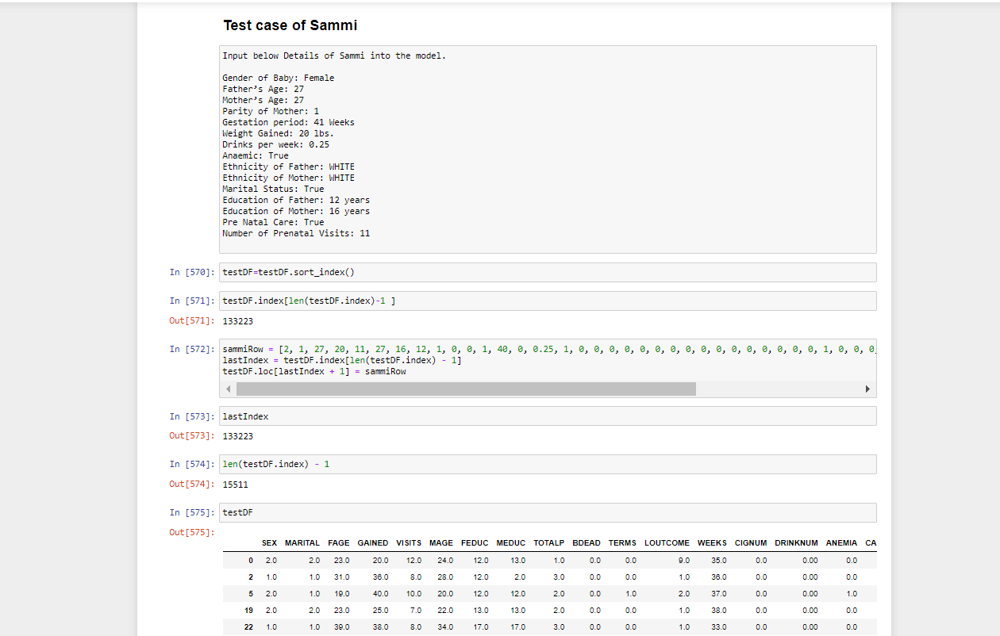 Test case of Sammi
Input below Details of Sammi into the model.
Gender of Baby: Female
Father’s Age: 27
Mother’s Age: 27
Parity of Mother: 1
Gestation period: 41 Weeks
Weight Gained: 20 lbs.
Drinks per week: 0.25
Anaemic: True
Ethnicity of Father: WHITE
Ethnicity of Mother: WHITE
Marital Status: True
Education of Father: 12 years
Education of Mother: 16 years
Pre Natal Care: True
Number of Prenatal Visits: 11
In [570]: testDF=testDF.sort_index()
In [571]: testDF.index[len(testDF.index)-1 ]
Out[571]: 133223
In [572]: sammiRow = [2, 1, 27, 20, 11, 27, 16, 12, 1, 0, 0, 1, 40, 0, 0.25, 1, 0, 0, 0, 0, 0, 0, 0, 0, 0, 0, 0, 0, 0, 0, 0, 0, 1, 0, 0, 0
lastIndex = testDF.index[len(testDF.index) - 1]
testDF.loc[lastIndex + 1] = sammiRow
In [573]: lastIndex
Out[573]: 133223
In [574]: len(testDF.index) - 1
Out[574]: 15511
In [575]: testDF
Out[575]:
SEX MARITAL FAGE GAINED VISITS MAGE FEDUC MEDUC TOTALP BDEAD TERMS LOUTCOME WEEKS CIGNUM DRINKNUM ANEMIA CA
0 2.0 2.0 23.0 20.0 12.0 24.0 12.0 13.0 1.0 0.0 0.0 9.0 35.0 0.0 0.00 0.0
2 1.0 1.0 31.0 36.0 8.0 28.0 12.0 2.0 3.0 0.0 0.0 1.0 36.0 0.0 0.00 0.0
5 2.0 1.0 19.0 40.0 10.0 20.0 12.0 12.0 2.0 0.0 1.0 2.0 37.0 0.0 0.00 1.0
19 2.0 2.0 23.0 25.0 7.0 22.0 13.0 13.0 2.0 0.0 0.0 1.0 38.0 0.0 0.00 0.0
22 1.0 1.0 39.0 38.0 8.0 34.0 17.0 17.0 3.0 0.0 0.0 1.0 33.0 0.0 0.00 0.0